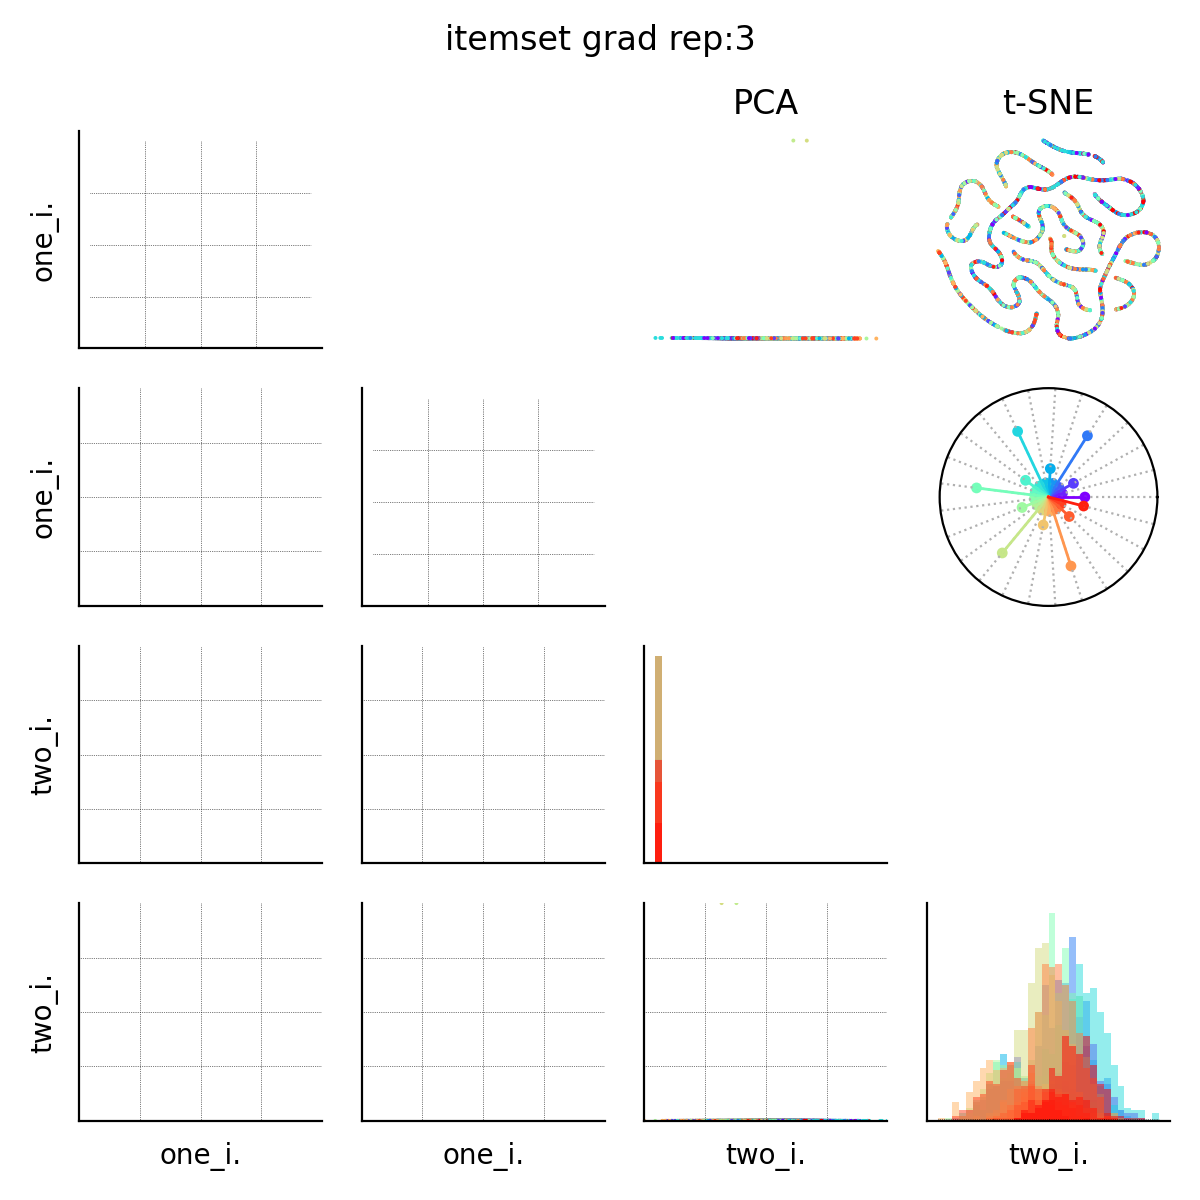 itemset grad rep:3
PCA
t-SNE
one_i.
one_i.
two_i.
two_i.
one_i.
one_i.
two_i.
two_i.